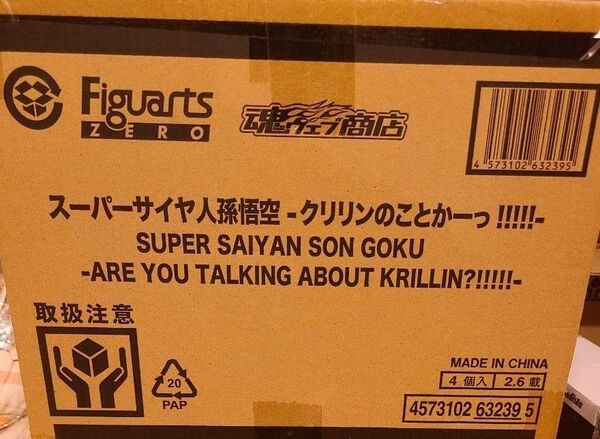 Figuarts
ZERO
魂ウェブ商店
4 573102 632395
スーパーサイヤ人孫悟空 -クリリンのことかーっ !!!!!-
SUPER SAIYAN SON GOKU
-ARE YOU TALKING ABOUT KRILLIN?!!!!!-
取扱注意
20
PAP
MADE IN CHINA
4 個入 2.6 載
4573102 63239 5